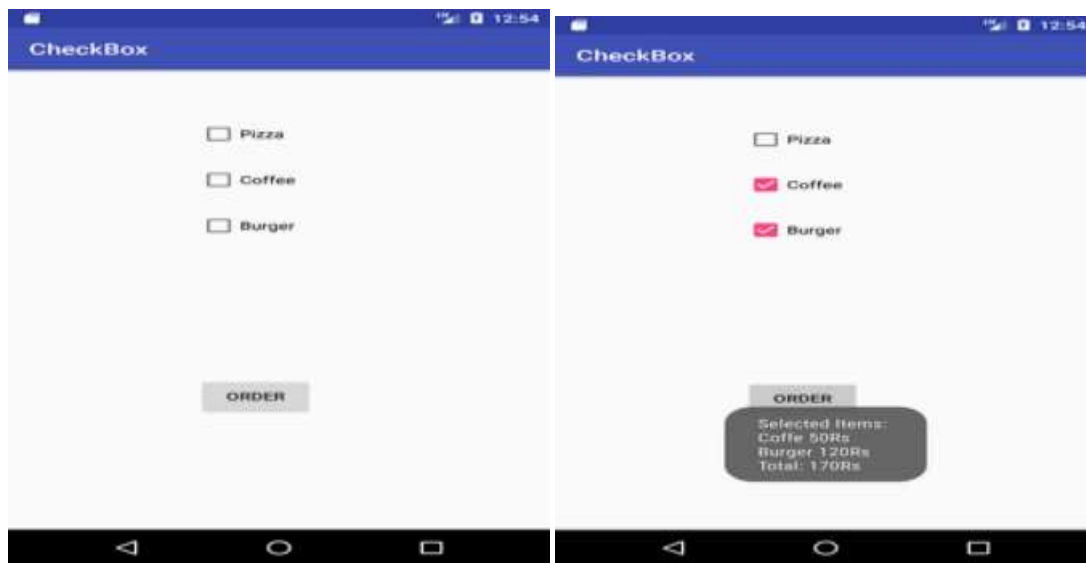 12:54
CheckBox
Pizza
Coffee
Burger
ORDER
12:54
CheckBox
Pizza
Coffee
Burger
ORDER
Selected Items:
Coffe 50Rs
Burger 120Rs
Total: 170Rs